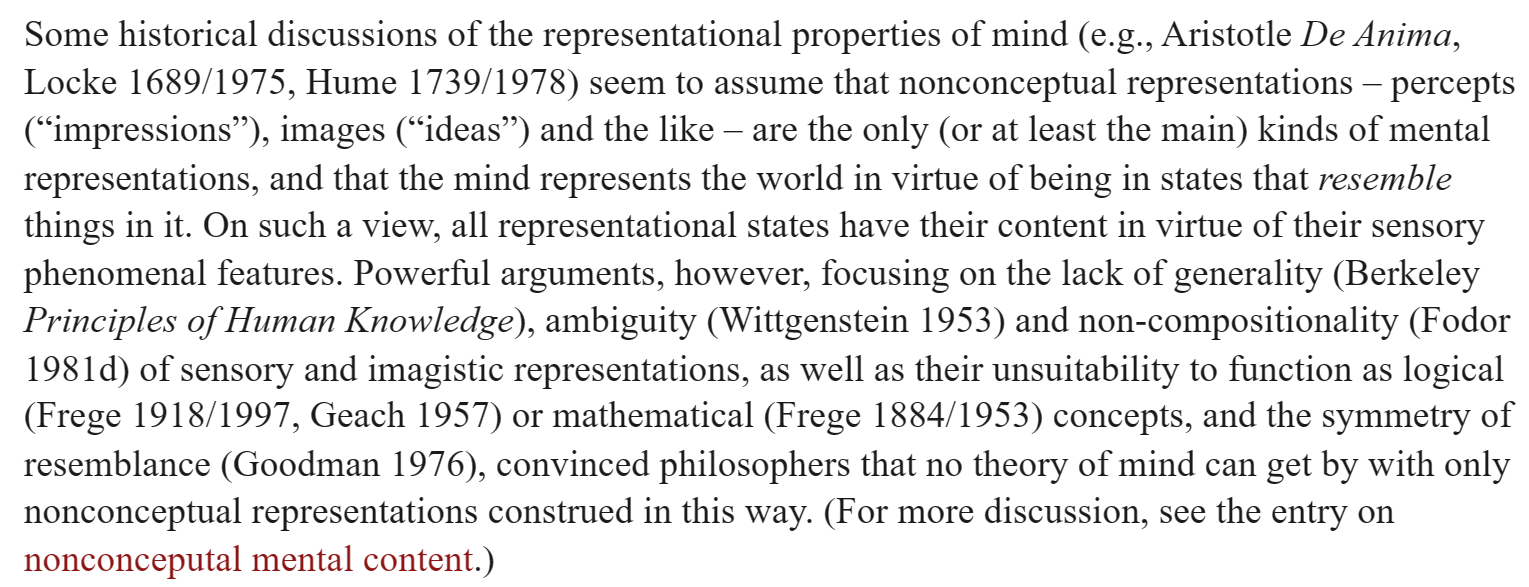 Some historical discussions of the representational properties of mind (e.g., Aristotle De Anima,
Locke 1689/1975, Hume 1739/1978) seem to assume that nonconceptual representations – percepts
(“impressions”), images (“ideas”) and the like – are the only (or at least the main) kinds of mental
representations, and that the mind represents the world in virtue of being in states that resemble
things in it. On such a view, all representational states have their content in virtue of their sensory
phenomenal features. Powerful arguments, however, focusing on the lack of generality (Berkeley
Principles of Human Knowledge), ambiguity (Wittgenstein 1953) and non-compositionality (Fodor
1981d) of sensory and imagistic representations, as well as their unsuitability to function as logical
(Frege 1918/1997, Geach 1957) or mathematical (Frege 1884/1953) concepts, and the symmetry of
resemblance (Goodman 1976), convinced philosophers that no theory of mind can get by with only
nonconceptual representations construed in this way. (For more discussion, see the entry on
nonconceputal mental content.)